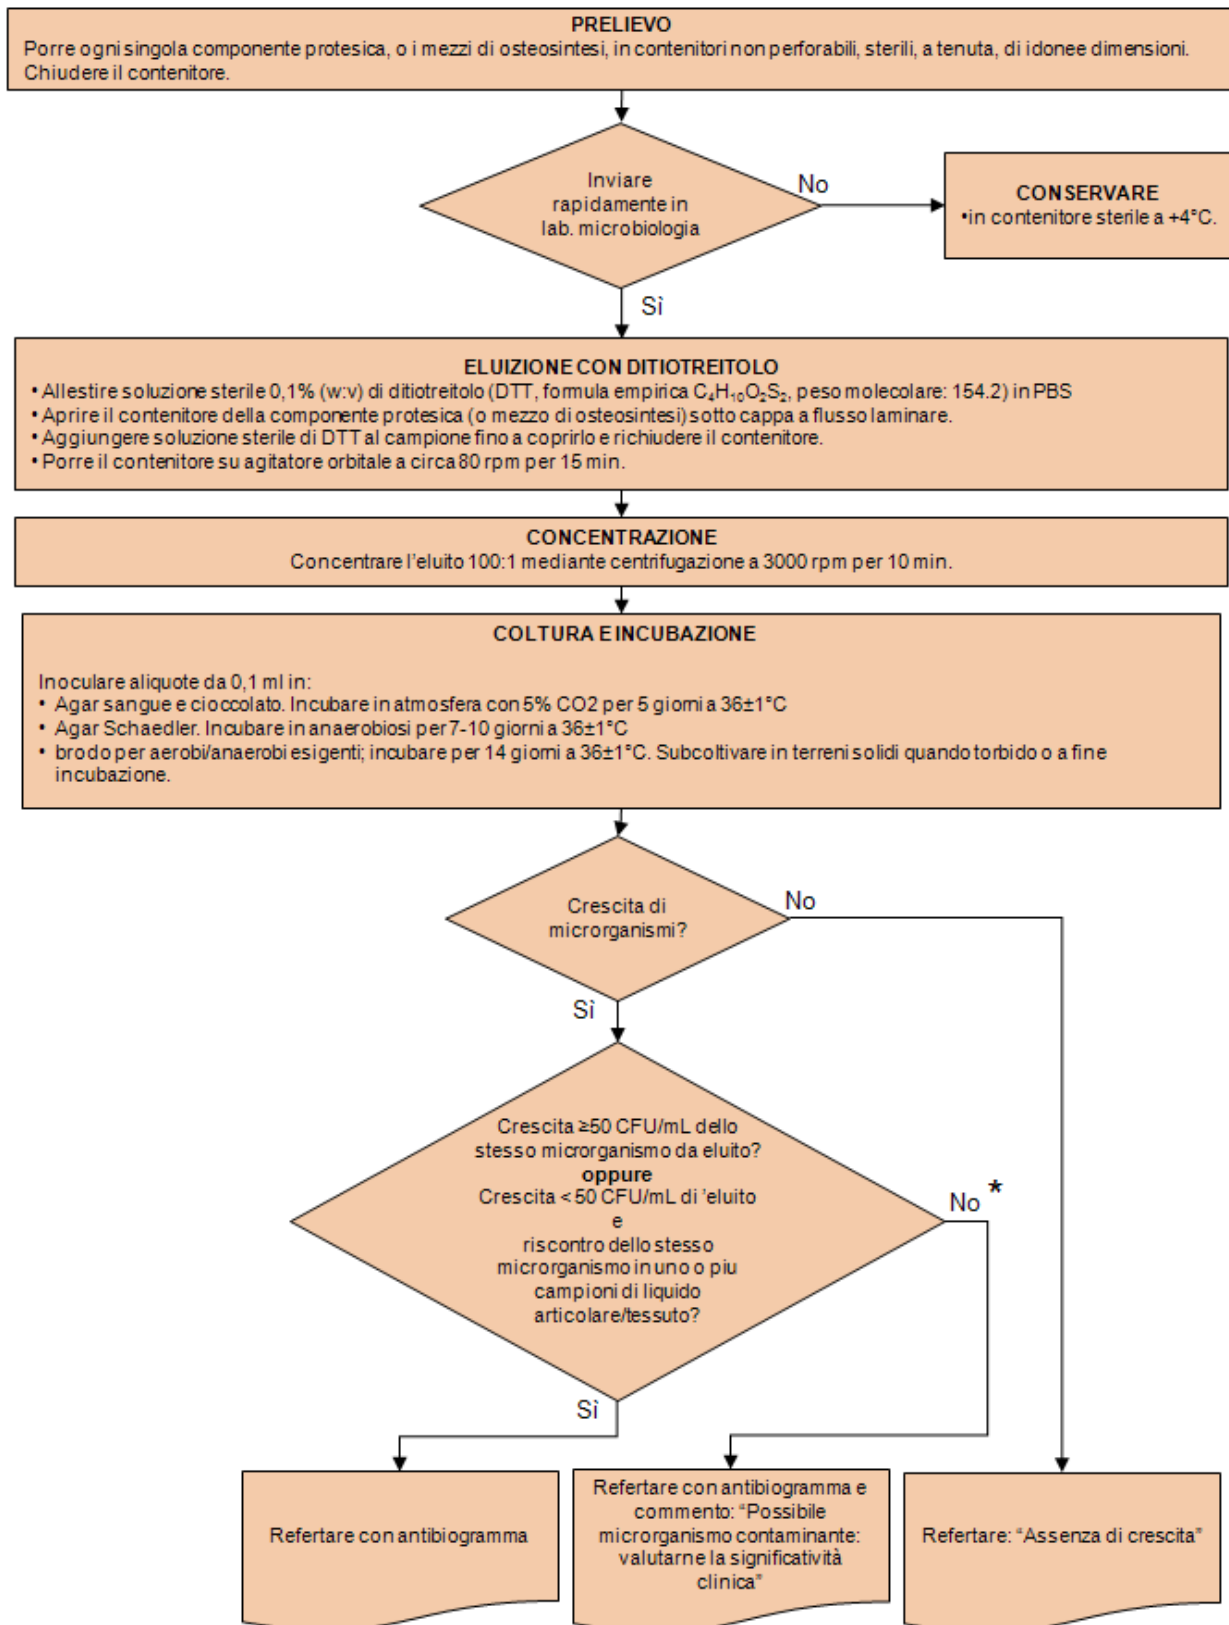 PRELIEVO
Porre ogni singola componente protesica, o i mezzi di osteosintesi, in contenitori non perforabili, sterili, a tenuta, di idonee dimensioni.
Chiudere il contenitore.
Inviare
rapidamente in
lab. microbiologia
No
CONSERVARE
•in contenitore sterile a +4°C.
Sì
ELUIZIONE CON DITIOTREITOLO
• Allestire soluzione sterile 0,1% (w:v) di ditiotreitolo (DTT, formula empirica C₄H₁₀O₂S₂, peso molecolare: 154.2) in PBS
• Aprire il contenitore della componente protesica (o mezzo di osteosintesi) sotto cappa a flusso laminare.
• Aggiungere soluzione sterile di DTT al campione fino a coprirlo e richiudere il contenitore.
• Porre il contenitore su agitatore orbitale a circa 80 rpm per 15 min.
CONCENTRAZIONE
Concentrare l'eluito 100:1 mediante centrifugazione a 3000 rpm per 10 min.
COLTURA E INCUBAZIONE
Inoculare aliquote da 0,1 ml in:
• Agar sangue e cioccolato. Incubare in atmosfera con 5% CO2 per 5 giorni a 36±1°C
• Agar Schaedler. Incubare in anaerobiosi per 7-10 giorni a 36±1°C
• brodo per aerobi/anaerobi esigenti; incubare per 14 giorni a 36±1°C. Subcoltivare in terreni solidi quando torbido o a fine
incubazione.
Crescita di
microrganismi?
No
Sì
Crescita ≥50 CFU/mL dello
stesso microrganismo da eluito?
oppure
Crescita < 50 CFU/mL di 'eluito
e
riscontro dello stesso
microrganismo in uno o piu
campioni di liquido
articolare/tessuto?
No *
Sì
Refertare con antibiogramma
Refertare con antibiogramma e
commento: "Possibile
microrganismo contaminante:
valutarne la significatività
clinica"
Refertare: "Assenza di crescita"